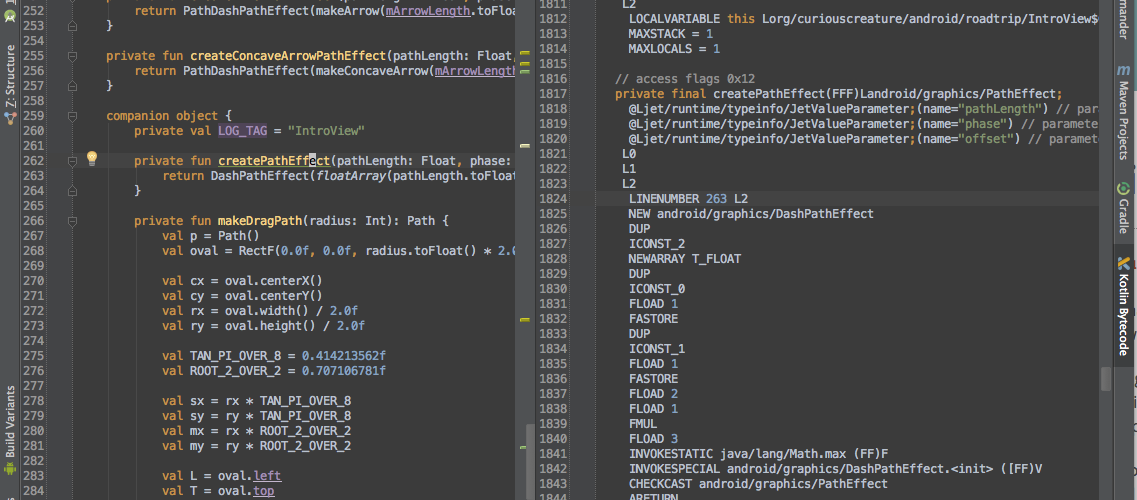 252 return PathDashPathEffect(makeArrow(mArrowLength.toFloa
253 }
254
255 private fun createConcaveArrowPathEffect(pathLength: Float,
256 return PathDashPathEffect(makeConcaveArrow(mArrowLength
257 }
258
259 companion object {
260 private val LOG_TAG = "IntroView"
261
262 private fun createPathEffect(pathLength: Float, phase:
263 return DashPathEffect(floatArray(pathLength.toFloat
264 }
265
266 private fun makeDragPath(radius: Int): Path {
267 val p = Path()
268 val oval = RectF(0.0f, 0.0f, radius.toFloat() * 2.0
269
270 val cx = oval.centerX()
271 val cy = oval.centerY()
272 val rx = oval.width() / 2.0f
273 val ry = oval.height() / 2.0f
274
275 val TAN_PI_OVER_8 = 0.414213562f
276 val ROOT_2_OVER_2 = 0.707106781f
277
278 val sx = rx * TAN_PI_OVER_8
279 val sy = ry * TAN_PI_OVER_8
280 val mx = rx * ROOT_2_OVER_2
281 val my = ry * ROOT_2_OVER_2
282
283 val L = oval.left
284 val T = oval.top
1811 L2
1812 LOCALVARIABLE this Lorg/curiouscreature/android/roadtrip/IntroView$
1813 MAXSTACK = 1
1814 MAXLOCALS = 1
1815
1816 // access flags 0x12
1817 private final createPathEffect(FFF)Landroid/graphics/PathEffect;
1818 @Ljet/runtime/typeinfo/JetValueParameter;(name="pathLength") // par
1819 @Ljet/runtime/typeinfo/JetValueParameter;(name="phase") // paramete
1820 @Ljet/runtime/typeinfo/JetValueParameter;(name="offset") // paramet
1821 L0
1822 L1
1823 L2
1824 LINENUMBER 263 L2
1825 NEW android/graphics/DashPathEffect
1826 DUP
1827 ICONST_2
1828 NEWARRAY T_FLOAT
1829 DUP
1830 ICONST_0
1831 FLOAD 1
1832 FASTORE
1833 DUP
1834 ICONST_1
1835 FLOAD 1
1836 FASTORE
1837 FLOAD 2
1838 FLOAD 1
1839 FMUL
1840 FLOAD 3
1841 INVOKESTATIC java/lang/Math.max (FF)F
1842 INVOKESPECIAL android/graphics/DashPathEffect.<init> ([FF)V
1843 CHECKCAST android/graphics/PathEffect
1844 ARETURN
Z: Structure
Build Variants
mander
Maven Projects
Gradle
Kotlin Bytecode